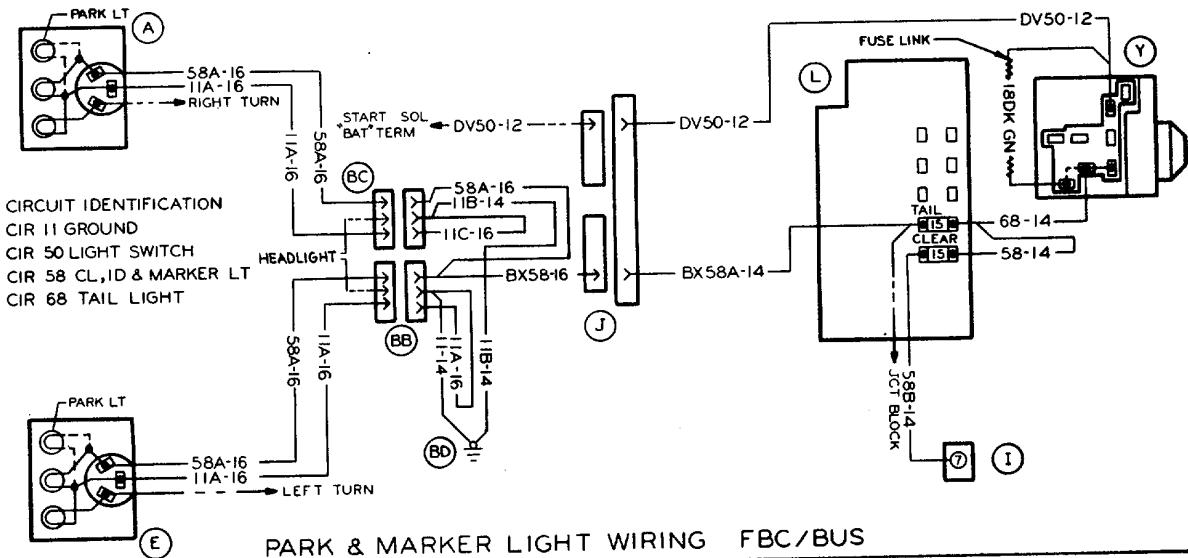 PARK LT
A
58A-16
11A-16
RIGHT TURN
11A-16
58A-16
START SOL
"BAT" TERM
DV50-12
DV50-12
DV50-12
FUSE LINK
18DK GN
Y
L
CIRCUIT IDENTIFICATION
CIR 11 GROUND
CIR 50 LIGHT SWITCH
CIR 58 CL, ID & MARKER LT
CIR 68 TAIL LIGHT
BC
58A-16
11B-14
11C-16
HEADLIGHT
BX58-16
BX58A-14
J
BB
TAIL
15
68-14
CLEAR
15
58-14
58A-16
11A-16
11-14
11A-16
11B-14
BD
JCT BLOCK
58B-14
7
I
PARK LT
58A-16
11A-16
LEFT TURN
E
PARK & MARKER LIGHT WIRING FBC/BUS